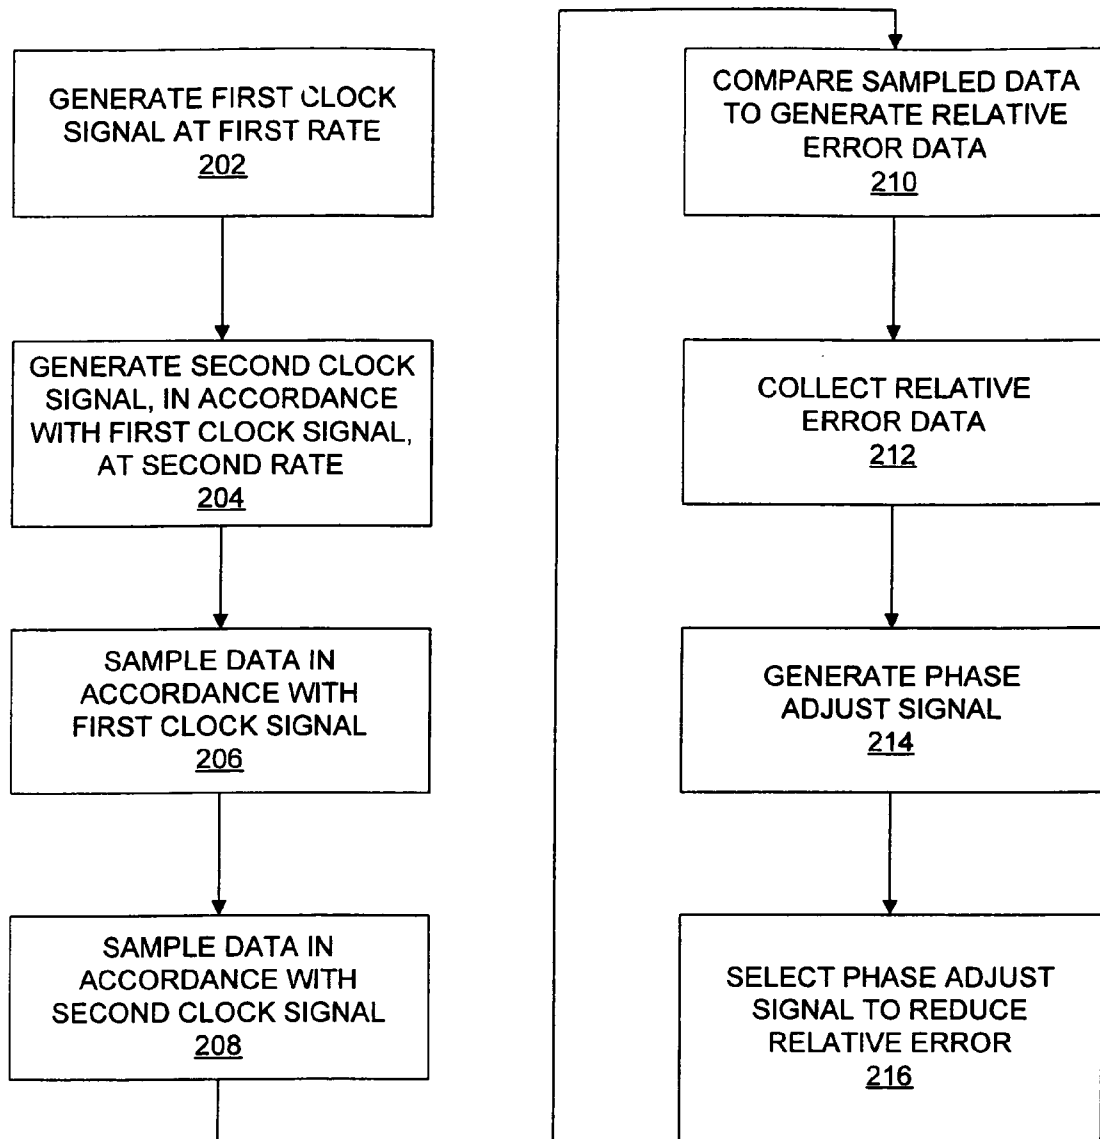 GENERATE FIRST CLOCK
SIGNAL AT FIRST RATE
202
GENERATE SECOND CLOCK
SIGNAL, IN ACCORDANCE
WITH FIRST CLOCK SIGNAL,
AT SECOND RATE
204
SAMPLE DATA IN
ACCORDANCE WITH
FIRST CLOCK SIGNAL
206
SAMPLE DATA IN
ACCORDANCE WITH
SECOND CLOCK SIGNAL
208
COMPARE SAMPLED DATA
TO GENERATE RELATIVE
ERROR DATA
210
COLLECT RELATIVE
ERROR DATA
212
GENERATE PHASE
ADJUST SIGNAL
214
SELECT PHASE ADJUST
SIGNAL TO REDUCE
RELATIVE ERROR
216